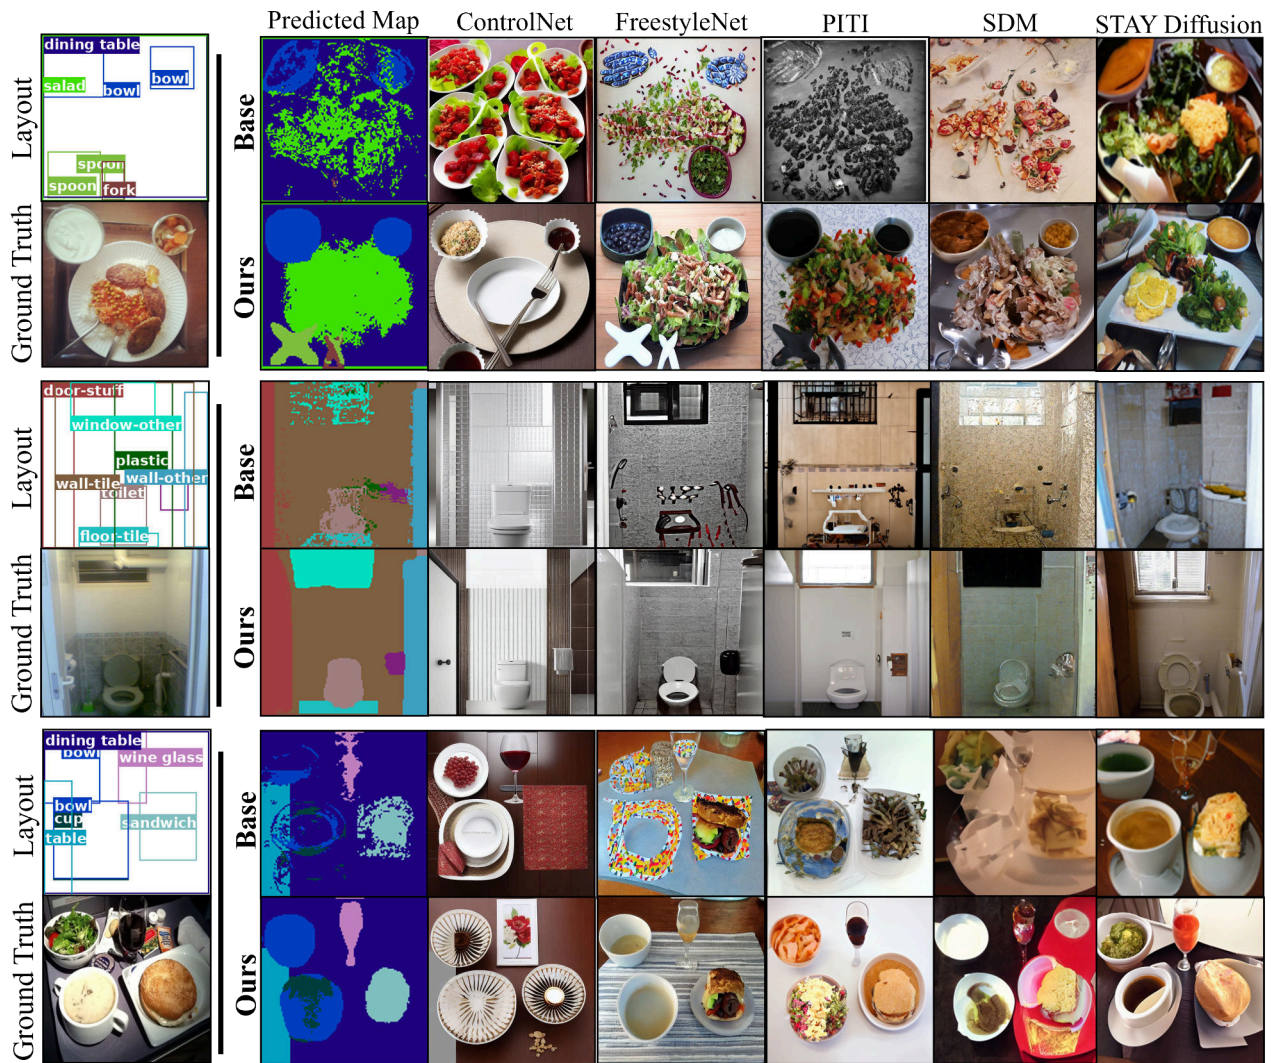 Predicted Map ControlNet FreestyleNet PITI SDM STAY Diffusion
Layout
dining table
bowl
salad
bowl
spoon
spoon
fork
Base
Ground Truth
Ours
Layout
door-stuff
window-other
plastic
wall-other
wall-tile
toilet
floor-tile
Base
Ground Truth
Ours
Layout
dining table
bowl
wine glass
bowl
cup
sandwich
table
Base
Ground Truth
Ours